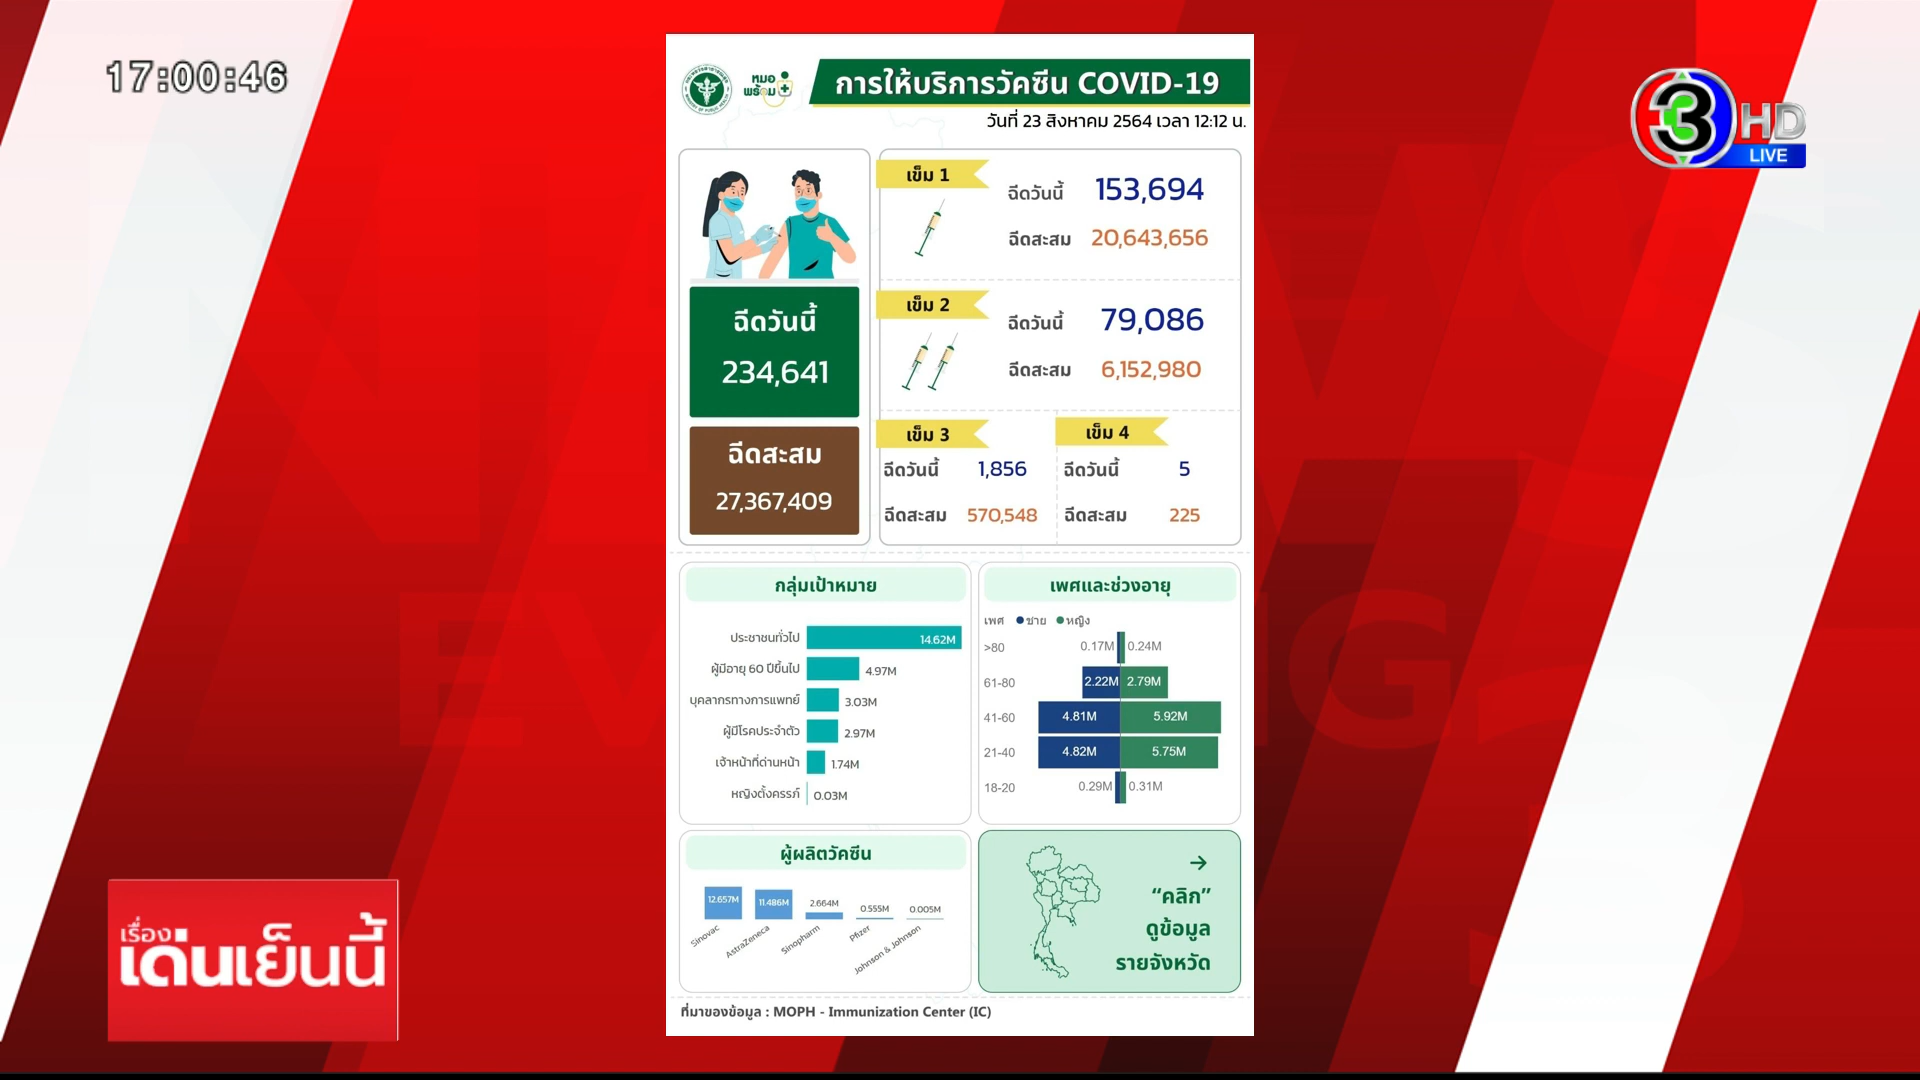 17:00:46
3 HD
LIVE
หมอ
พร้อม
การให้บริการวัคซีน COVID-19
วันที่ 23 สิงหาคม 2564 เวลา 12:12 น.
ฉีดวันนี้
234,641
ฉีดสะสม
27,367,409
เข็ม 1
ฉีดวันนี้ 153,694
ฉีดสะสม 20,643,656
เข็ม 2
ฉีดวันนี้ 79,086
ฉีดสะสม 6,152,980
เข็ม 3
ฉีดวันนี้ 1,856
ฉีดสะสม 570,548
เข็ม 4
ฉีดวันนี้ 5
ฉีดสะสม 225
กลุ่มเป้าหมาย
ประชาชนทั่วไป 14.62M
ผู้มีอายุ 60 ปีขึ้นไป 4.97M
บุคลากรทางการแพทย์ 3.03M
ผู้มีโรคประจำตัว 2.97M
เจ้าหน้าที่ด่านหน้า 1.74M
หญิงตั้งครรภ์ 0.03M
เพศและช่วงอายุ
เพศ ชาย หญิง
>80 0.17M 0.24M
61-80 2.22M 2.79M
41-60 4.81M 5.92M
21-40 4.82M 5.75M
18-20 0.29M 0.31M
ผู้ผลิตวัคซีน
12.657M 11.486M 2.664M 0.555M 0.005M
Sinovac AstraZeneca Sinopharm Pfizer Johnson & Johnson
“คลิก”
ดูข้อมูล
รายจังหวัด
ที่มาของข้อมูล : MOPH - Immunization Center (IC)
เรื่อง
เด่นเย็นนี้